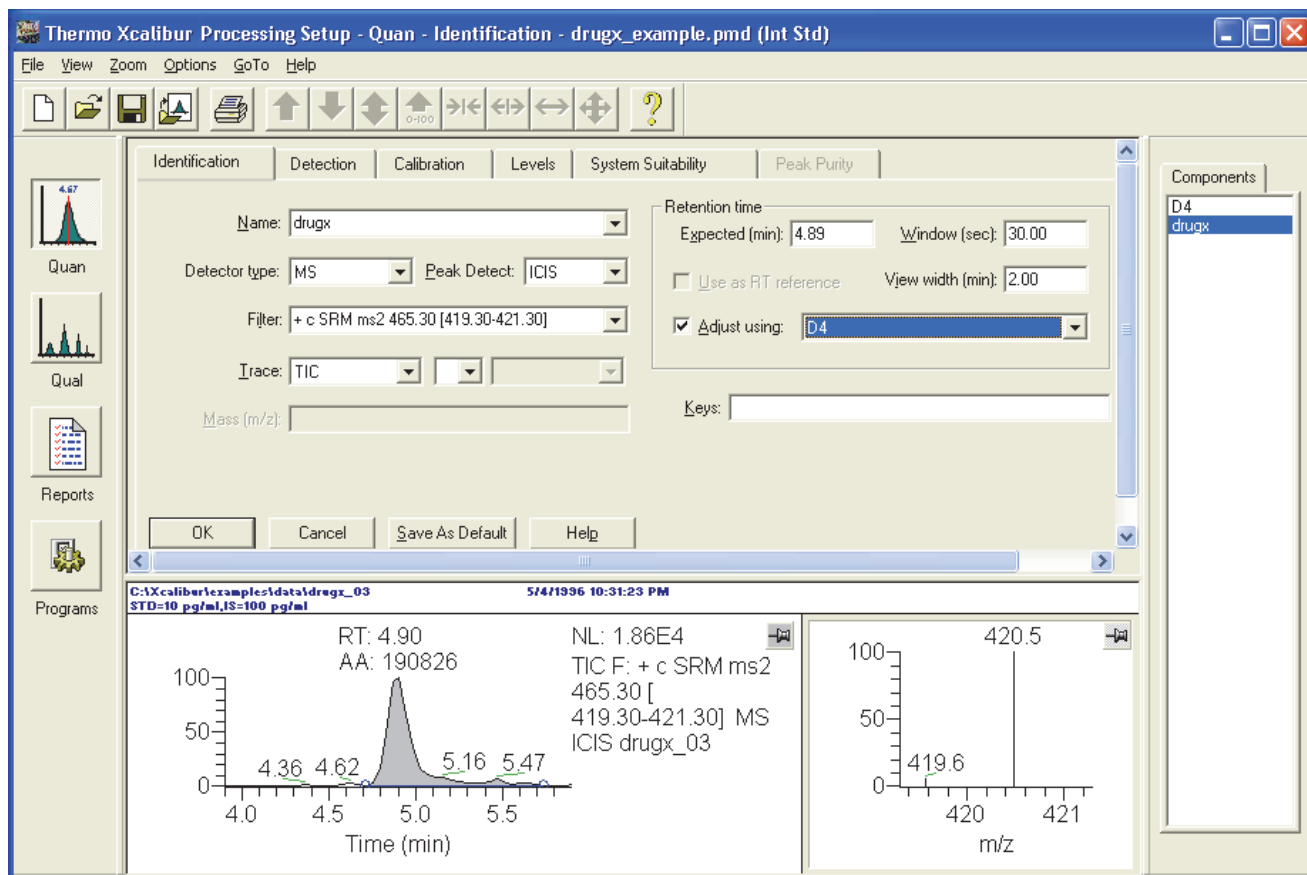 Thermo Xcalibur Processing Setup - Quan - Identification - drugx_example.pmd (Int Std)
File View Zoom Options GoTo Help
0-100
4.67
Quan
Qual
Reports
Programs
Identification Detection Calibration Levels System Suitability Peak Purity
Name: drugx
Detector type: MS Peak Detect: ICIS
Filter: + c SRM ms2 465.30 [419.30-421.30]
Trace: TIC
Mass (m/z):
Retention time
Expected (min): 4.89 Window (sec): 30.00
Use as RT reference View width (min): 2.00
Adjust using: D4
Keys:
OK Cancel Save As Default Help
Components
D4
drugx
C:\Xcalibur\examples\data\drugx_03 5/4/1996 10:31:23 PM
STD=10 pg/ml,IS=100 pg/ml
RT: 4.90
AA: 190826
100
50
0
4.36 4.62 5.16 5.47
4.0 4.5 5.0 5.5
Time (min)
NL: 1.86E4
TIC F: + c SRM ms2
465.30 [
419.30-421.30] MS
ICIS drugx_03
420.5
100
50
419.6
0
420 421
m/z